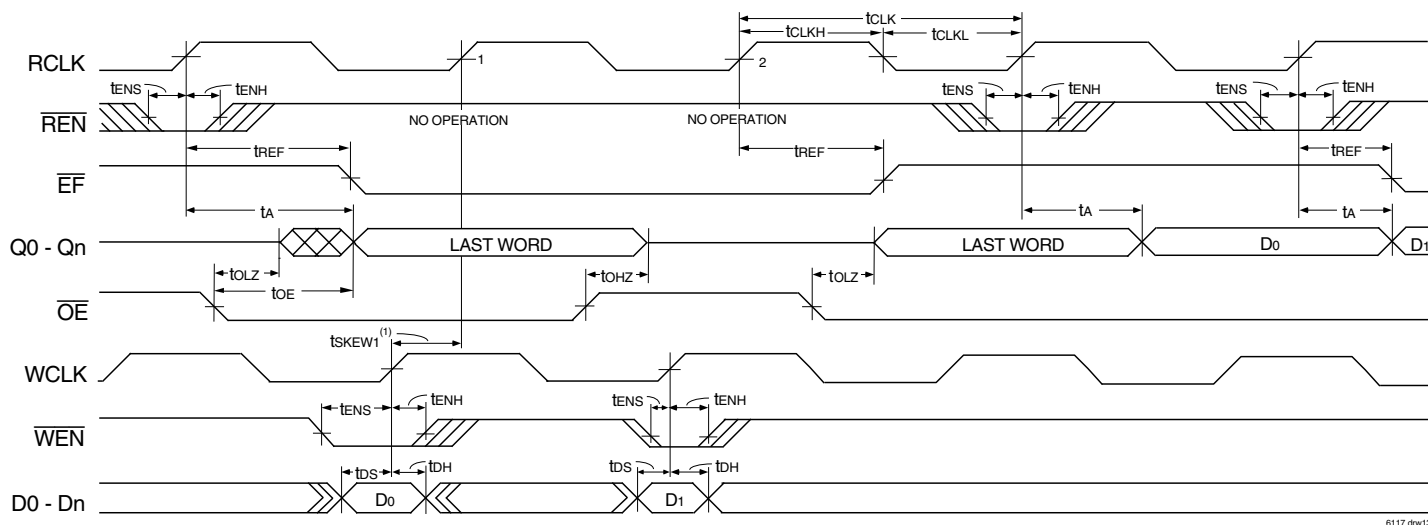 tCLK
tCLKH
tCLKL
RCLK
1
2
tENS
tENH
tENS
tENH
tENS
tENH
REN
NO OPERATION
NO OPERATION
tREF
tREF
tREF
EF
tA
tA
tA
Q0 - Qn
LAST WORD
LAST WORD
D0
D1
tOLZ
tOHZ
tOLZ
tOE
OE
tSKEW1(1)
WCLK
tENS
tENH
tENS
tENH
WEN
tDS
tDH
tDS
tDH
D0 - Dn
D0
D1